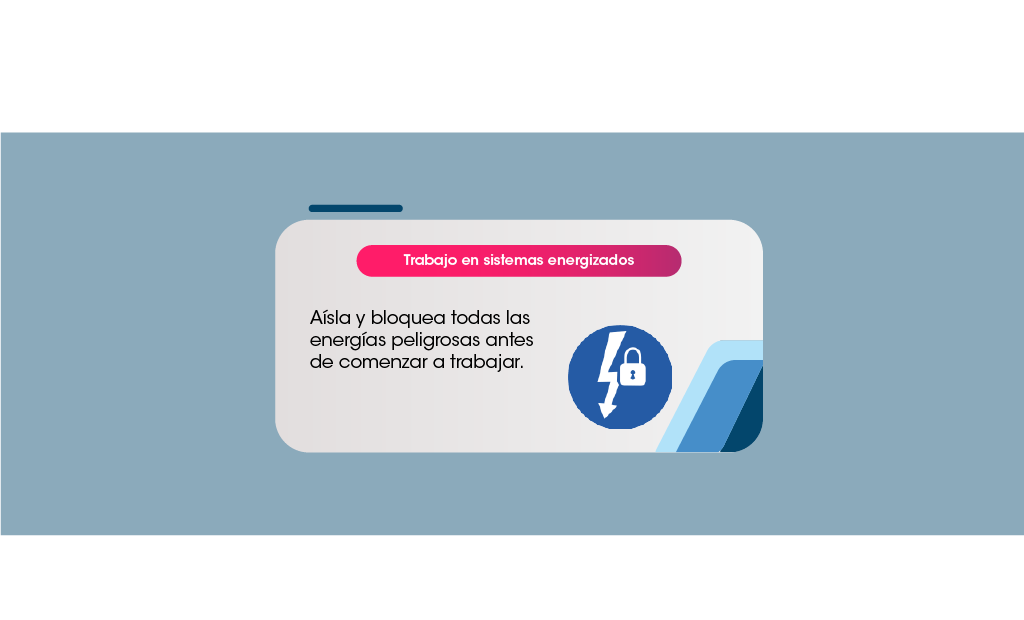 Trabajo en sistemas energizados
Aísla y bloquea todas las
energías peligrosas antes
de comenzar a trabajar.